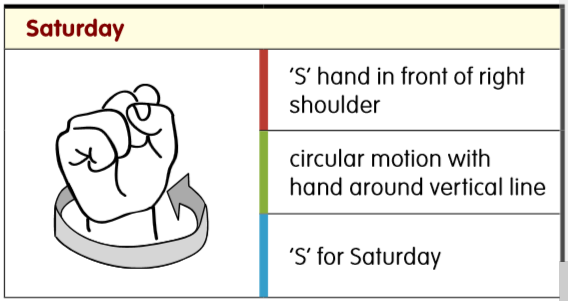 Saturday
'S' hand in front of right
shoulder
circular motion with
hand around vertical line
'S' for Saturday